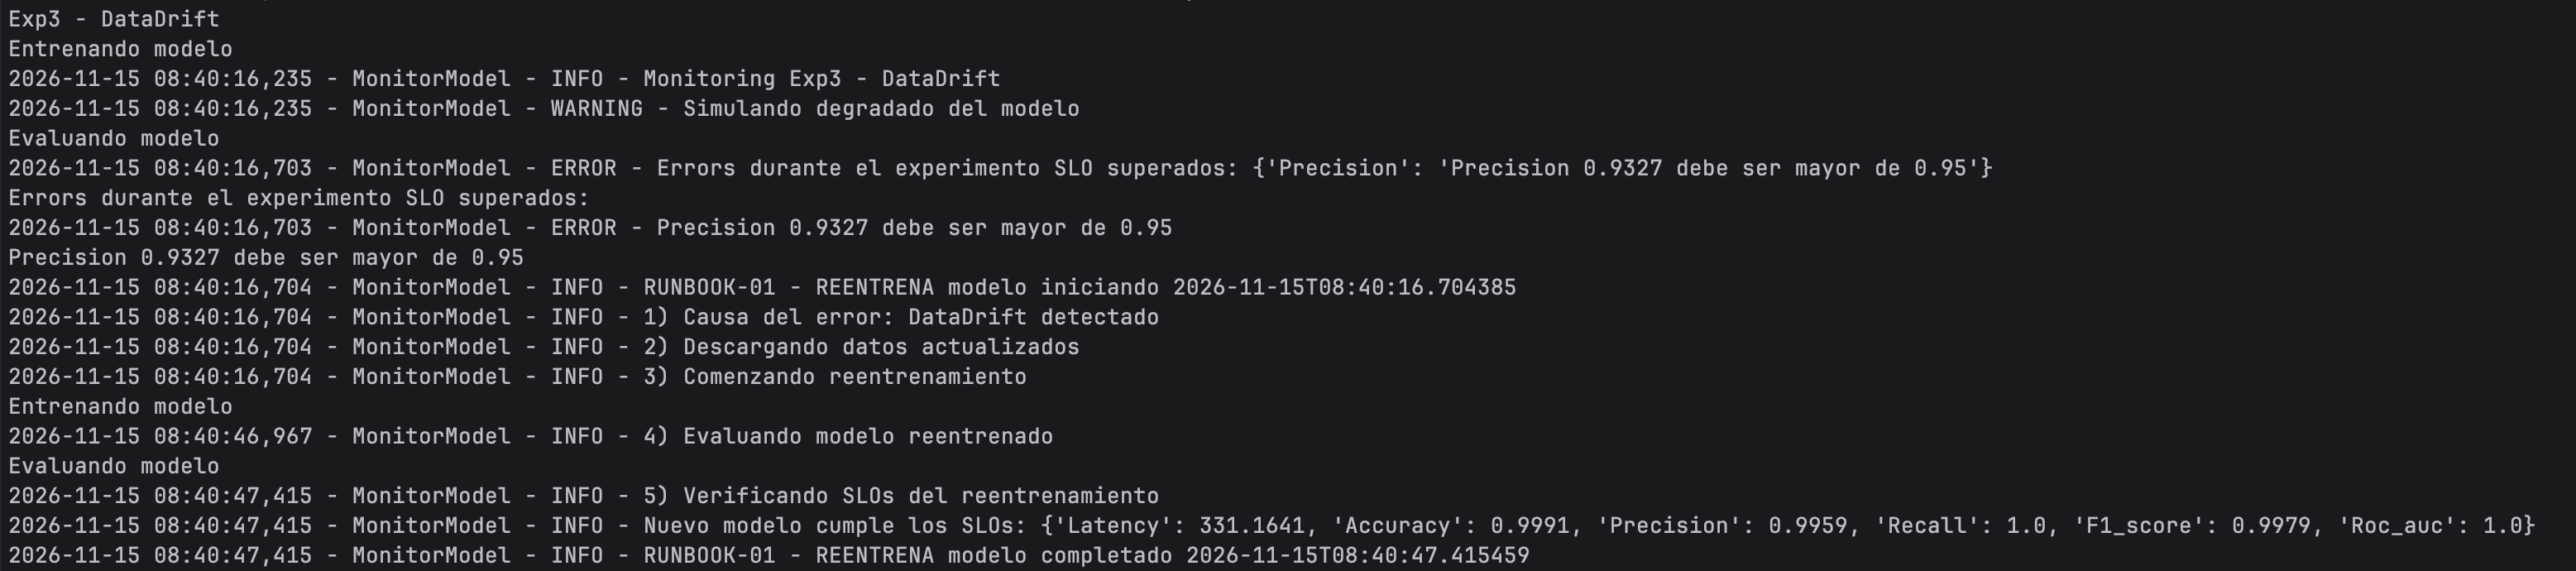 Exp3 - DataDrift
Entrenando modelo
2026-11-15 08:40:16,235 - MonitorModel - INFO - Monitoring Exp3 - DataDrift
2026-11-15 08:40:16,235 - MonitorModel - WARNING - Simulando degradado del modelo
Evaluando modelo
2026-11-15 08:40:16,703 - MonitorModel - ERROR - Errors durante el experimento SLO superados: {'Precision': 'Precision 0.9327 debe ser mayor de 0.95'}
Errors durante el experimento SLO superados:
2026-11-15 08:40:16,703 - MonitorModel - ERROR - Precision 0.9327 debe ser mayor de 0.95
Precision 0.9327 debe ser mayor de 0.95
2026-11-15 08:40:16,704 - MonitorModel - INFO - RUNBOOK-01 - REENTRENA modelo iniciando 2026-11-15T08:40:16.704385
2026-11-15 08:40:16,704 - MonitorModel - INFO - 1) Causa del error: DataDrift detectado
2026-11-15 08:40:16,704 - MonitorModel - INFO - 2) Descargando datos actualizados
2026-11-15 08:40:16,704 - MonitorModel - INFO - 3) Comenzando reentrenamiento
Entrenando modelo
2026-11-15 08:40:46,967 - MonitorModel - INFO - 4) Evaluando modelo reentrenado
Evaluando modelo
2026-11-15 08:40:47,415 - MonitorModel - INFO - 5) Verificando SLOs del reentrenamiento
2026-11-15 08:40:47,415 - MonitorModel - INFO - Nuevo modelo cumple los SLOs: {'Latency': 331.1641, 'Accuracy': 0.9991, 'Precision': 0.9959, 'Recall': 1.0, 'F1_score': 0.9979, 'Roc_auc': 1.0}
2026-11-15 08:40:47,415 - MonitorModel - INFO - RUNBOOK-01 - REENTRENA modelo completado 2026-11-15T08:40:47.415459